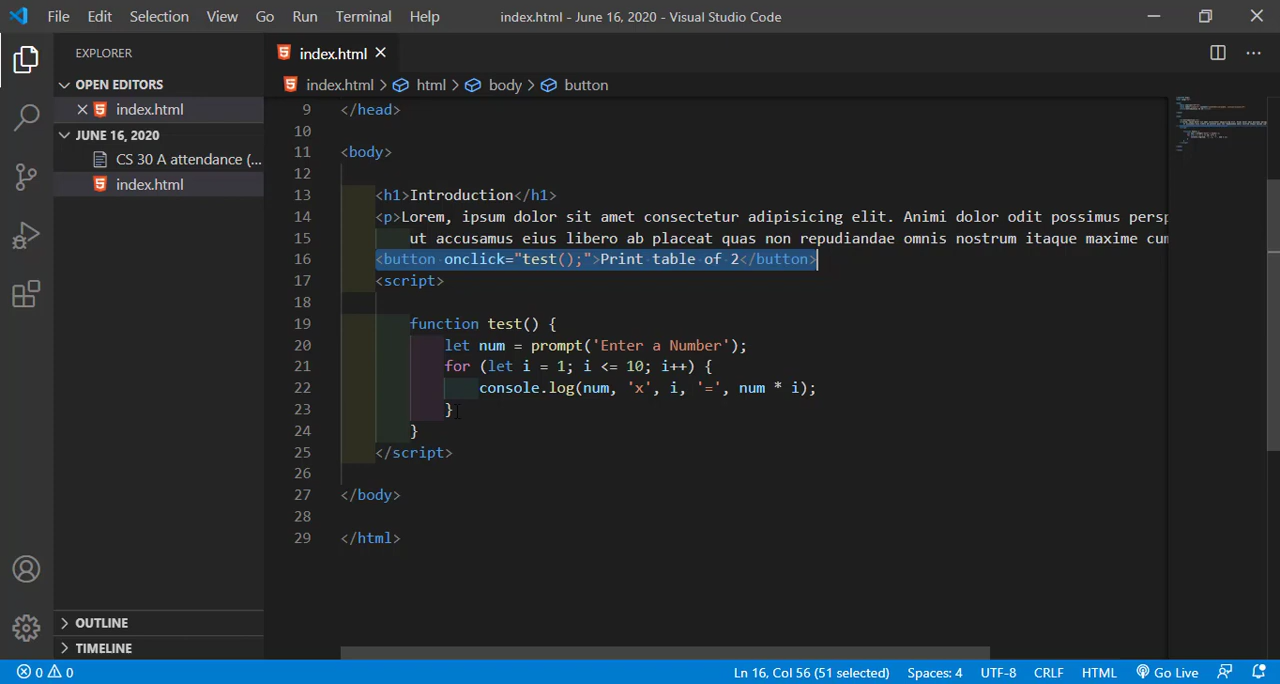 File Edit Selection View Go Run Terminal Help index.html - June 16, 2020 - Visual Studio Code
EXPLORER
OPEN EDITORS
index.html
JUNE 16, 2020
CS 30 A attendance (...
index.html
OUTLINE
TIMELINE
index.html
index.html > html > body > button
9 </head>
10
11 <body>
12
13 <h1>Introduction</h1>
14 <p>Lorem, ipsum dolor sit amet consectetur adipisicing elit. Animi dolor odit possimus persp
15 ut accusamus eius libero ab placeat quas non repudiandae omnis nostrum itaque maxime cum
16 <button onclick="test();">Print table of 2</button>
17 <script>
18
19 function test() {
20 let num = prompt('Enter a Number');
21 for (let i = 1; i <= 10; i++) {
22 console.log(num, 'x', i, '=', num * i);
23 }
24 }
25 </script>
26
27 </body>
28
29 </html>
0 0 Ln 16, Col 56 (51 selected) Spaces: 4 UTF-8 CRLF HTML Go Live